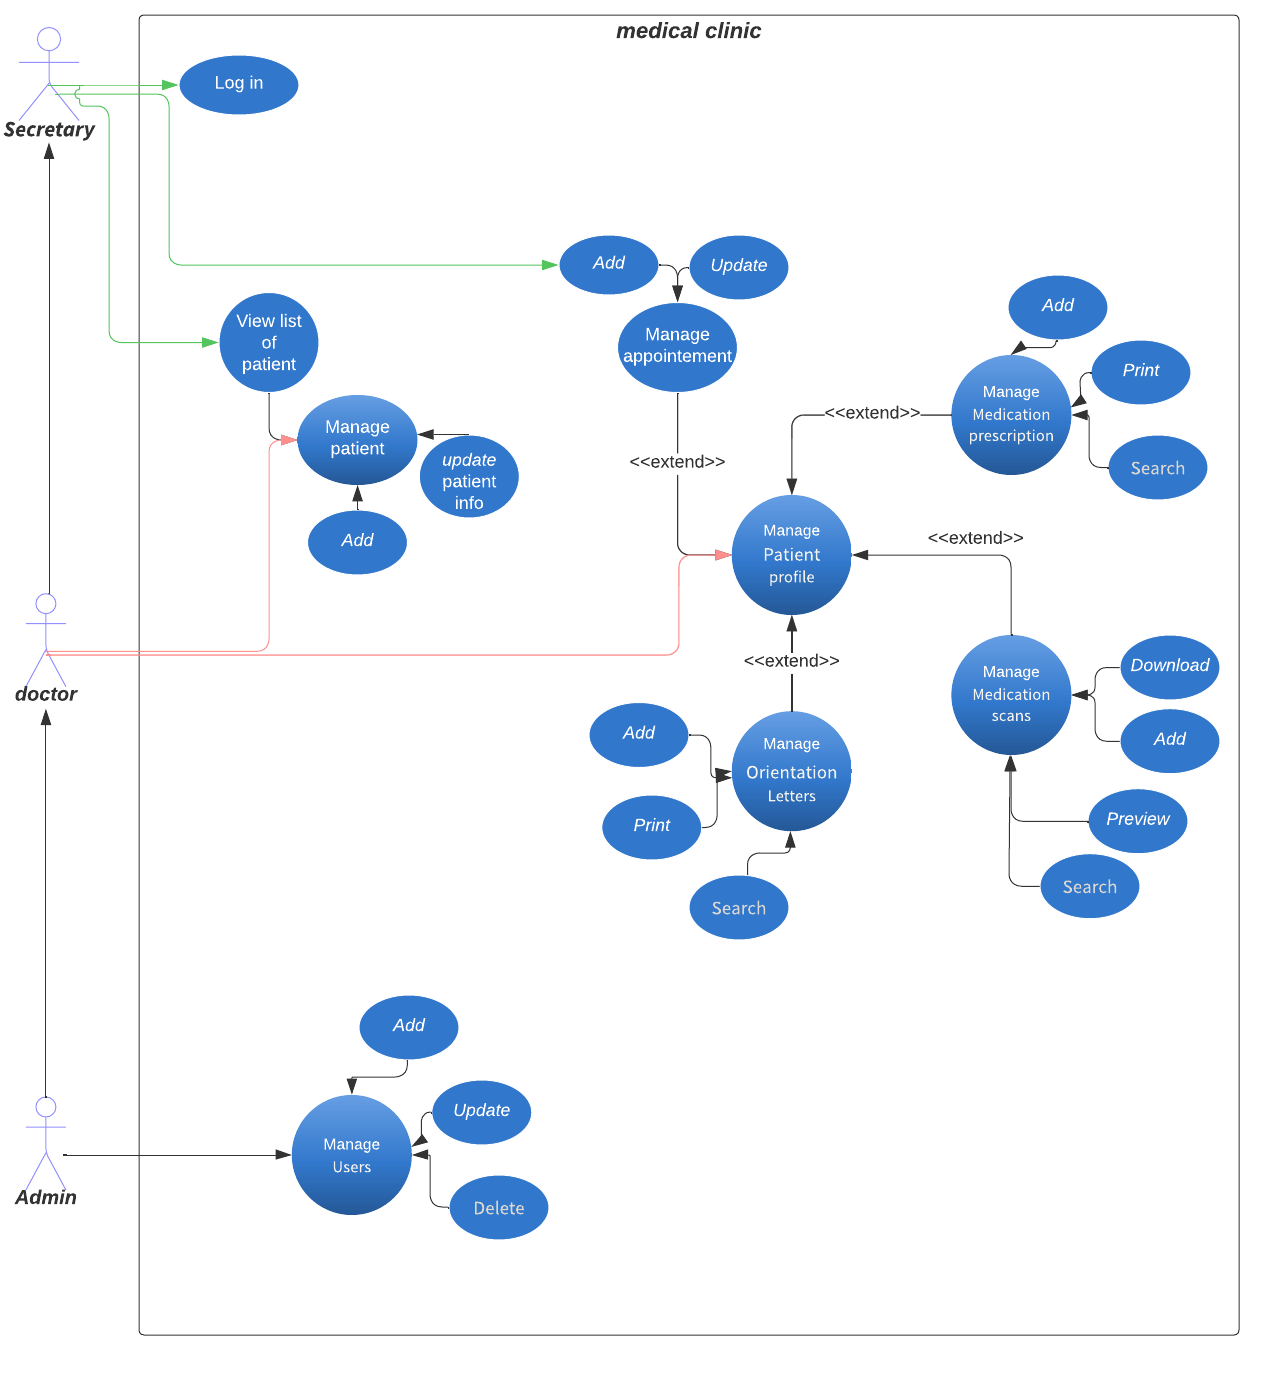 medical clinic
Log in
Secretary
Add
Update
View list
of
patient
Manage
appointement
Add
Print
Manage
Medication
prescription
Search
<<extend>>
Manage
patient
update
patient
info
Add
<<extend>>
Manage
Patient
profile
<<extend>>
doctor
<<extend>>
Manage
Medication
scans
Download
Add
Preview
Search
Add
Print
Manage
Orientation
Letters
Search
Add
Update
Manage
Users
Delete
Admin